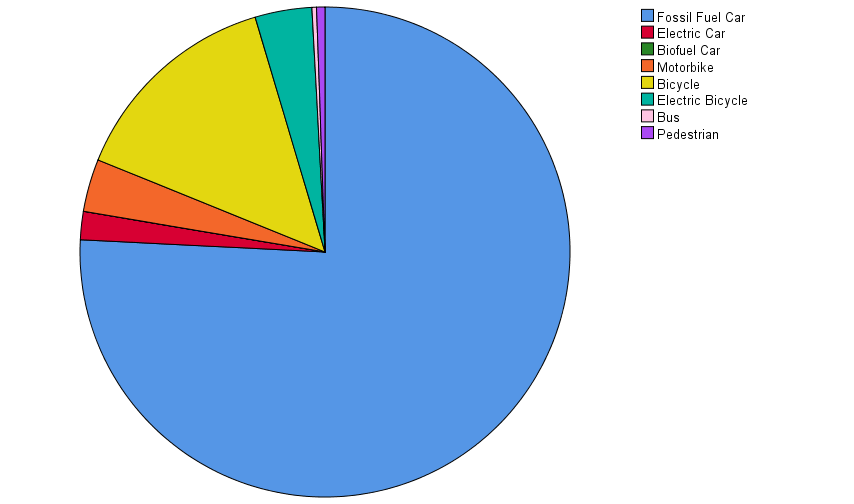 Fossil Fuel Car
Electric Car
Biofuel Car
Motorbike
Bicycle
Electric Bicycle
Bus
Pedestrian